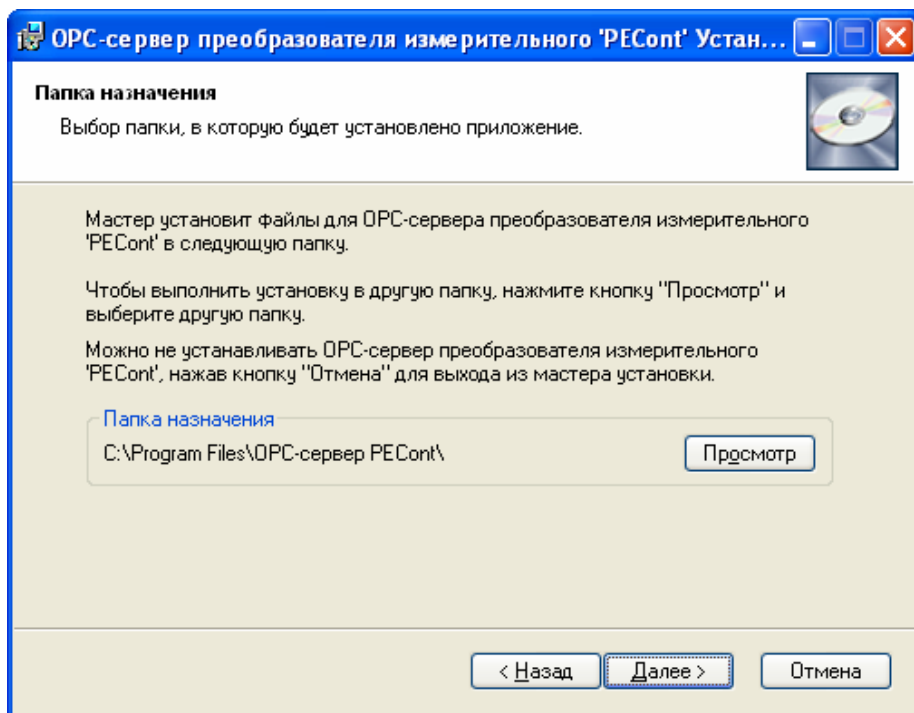 OPC-сервер преобразователя измерительного 'PECont' Устан...
Папка назначения
Выбор папки, в которую будет установлено приложение.
Мастер установит файлы для OPC-сервера преобразователя измерительного
'PECont' в следующую папку.
Чтобы выполнить установку в другую папку, нажмите кнопку "Просмотр" и
выберите другую папку.
Можно не устанавливать OPC-сервер преобразователя измерительного
'PECont', нажав кнопку "Отмена" для выхода из мастера установки.
Папка назначения
C:\Program Files\OPC-сервер PECont\
Просмотр
< Назад
Далее >
Отмена